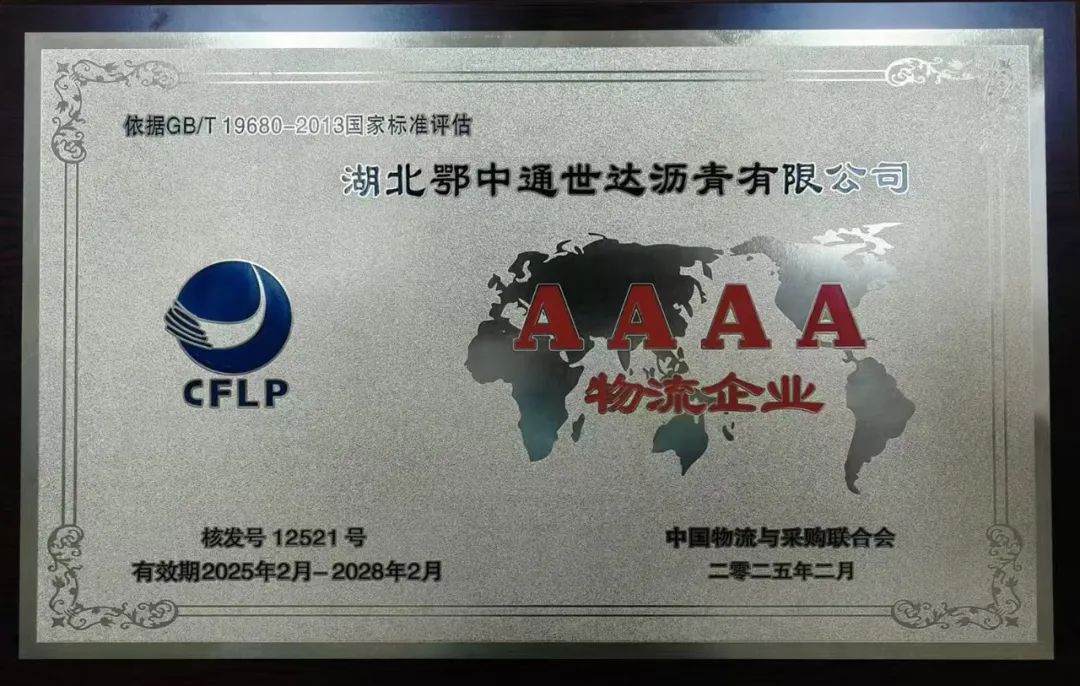 依据GB/T 19680-2013国家标准评估
湖北鄂中通世达沥青有限公司
CFLP
AAAA
物流企业
核发号 12521 号
有效期2025年2月-2028年2月
中国物流与采购联合会
二零二五年二月